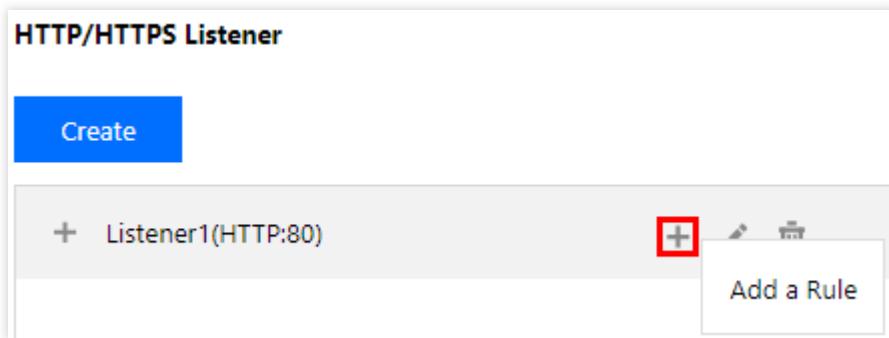 HTTP/HTTPS Listener
Create
Listener1(HTTP:80)
Add a Rule